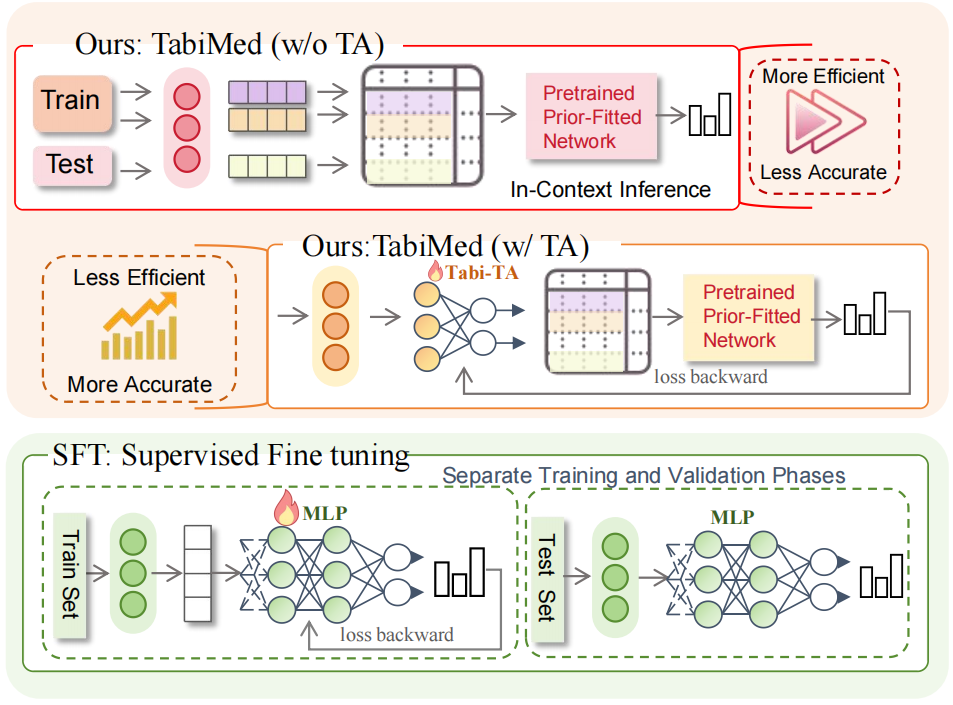 Ours: TabiMed (w/o TA)
Train
Test
Pretrained
Prior-Fitted
Network
In-Context Inference
More Efficient
Less Accurate
Ours:TabiMed (w/ TA)
Less Efficient
More Accurate
Tabi-TA
Pretrained
Prior-Fitted
Network
loss backward
SFT: Supervised Fine tuning
Separate Training and Validation Phases
Train Set
MLP
loss backward
Test Set
MLP